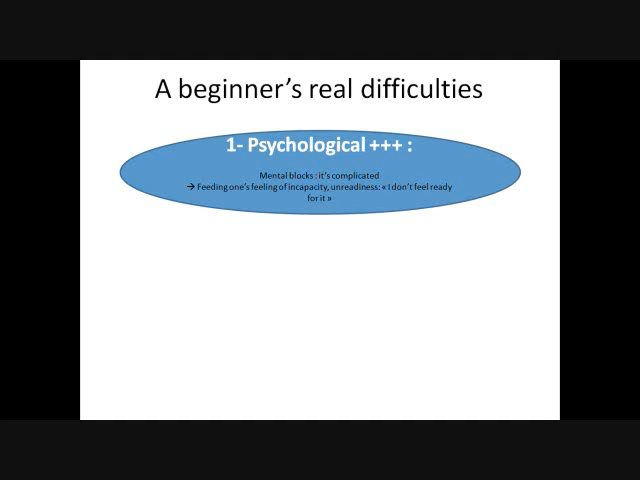 A beginner’s real difficulties
1- Psychological +++ :
Mental blocks : it’s complicated
→ Feeding one’s feeling of incapacity, unreadiness: « I don’t feel ready
for it »